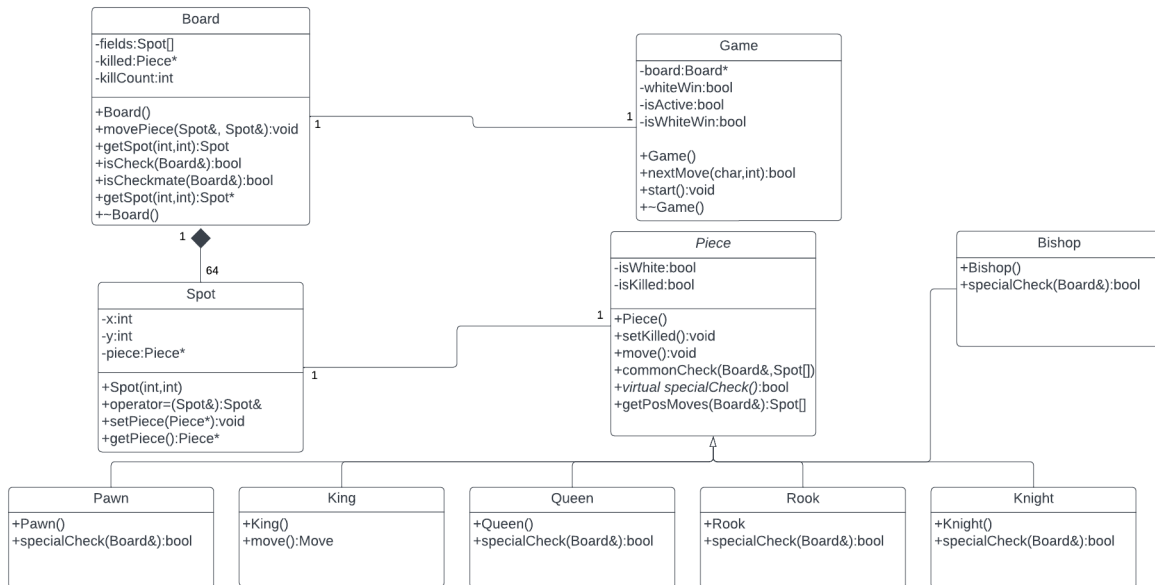 Board
-fields:Spot[]
-killed:Piece*
-killCount:int
+Board()
+movePiece(Spot&, Spot&):void
+getSpot(int,int):Spot
+isCheck(Board&):bool
+isCheckmate(Board&):bool
+getSpot(int,int):Spot*
+~Board()
1
1
Game
-board:Board*
-whiteWin:bool
-isActive:bool
-isWhiteWin:bool
+Game()
+nextMove(char,int):bool
+start():void
+~Game()
1
64
Spot
-x:int
-y:int
-piece:Piece*
+Spot(int,int)
+operator=(Spot&):Spot&
+setPiece(Piece*):void
+getPiece():Piece*
1
1
Piece
-isWhite:bool
-isKilled:bool
+Piece()
+setKilled():void
+move():void
+commonCheck(Board&,Spot[])
+virtual specialCheck():bool
+getPosMoves(Board&):Spot[]
Bishop
+Bishop()
+specialCheck(Board&):bool
Pawn
+Pawn()
+specialCheck(Board&):bool
King
+King()
+move():Move
Queen
+Queen()
+specialCheck(Board&):bool
Rook
+Rook
+specialCheck(Board&):bool
Knight
+Knight()
+specialCheck(Board&):bool